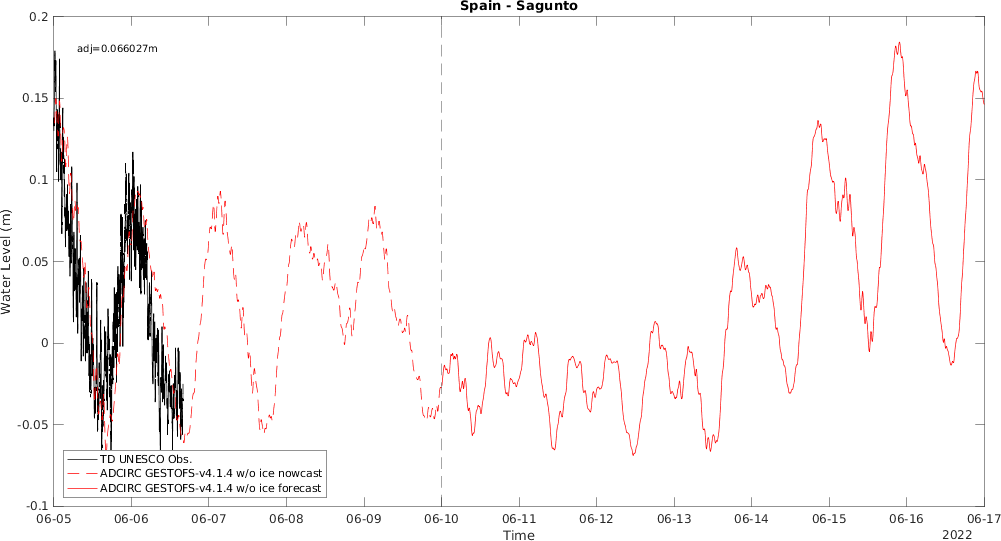 Spain - Sagunto
adj=0.066027m
0.2
0.15
0.1
0.05
0
-0.05
-0.1
Water Level (m)
TD UNESCO Obs.
ADCIRC GESTOFS-v4.1.4 w/o ice nowcast
ADCIRC GESTOFS-v4.1.4 w/o ice forecast
06-05 06-06 06-07 06-08 06-09 06-10 06-11 06-12 06-13 06-14 06-15 06-16 06-17
Time
2022